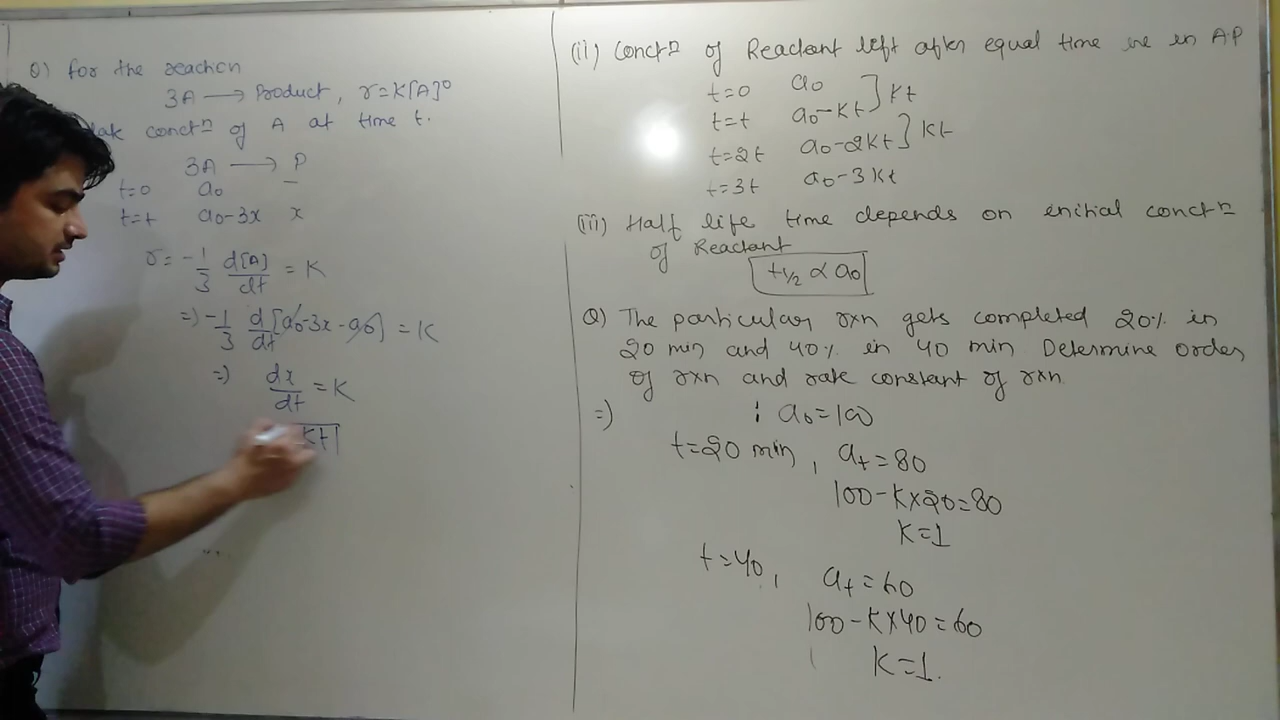 Q) for the reaction
3A → Product, r=K[A]⁰
conctⁿ of A at time t.
3A → P
t=0 a₀ –
t=t a₀-3x x
r = -1/3 d[A]/dt = K
=) -1/3 d/dt [a₀-3x-a₀] = K
=) dx/dt = K
Kt
(ii) Conctⁿ of Reactant left after equal time are in A.P
t=0 a₀
t=t a₀-Kt } Kt
t=2t a₀-2Kt } Kt
t=3t a₀-3Kt
(iii) Half life time depends on initial conctⁿ
of Reactant
t1/2 ∝ a₀
Q) The particular rxn gets completed 20% in
20 min and 40% in 40 min. Determine order
of rxn and rate constant of rxn
=) : a₀=100
t=20 min, at=80
100-K×20=80
K=1
t=40, at=60
100-K×40=60
K=1.